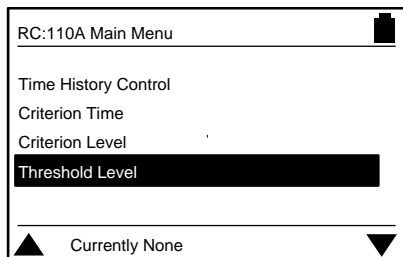 RC:110A Main Menu
Time History Control
Criterion Time
Criterion Level
Threshold Level
Currently None